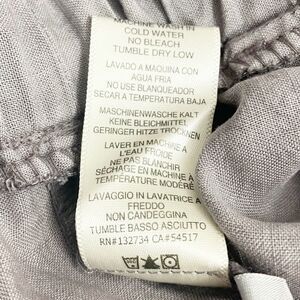 MACHINE WASH IN
COLD WATER
NO BLEACH
TUMBLE DRY LOW
LAVADO A MAQUINA CON
AGUA FRIA
NO USE BLANQUEADOR
SECAR A TEMPERATURA BAJA
MASCHINENWASCHE KALT
KEINE BLEICHMITTEL
GERINGER HITZE TROCKNEN
LAVER EN MACHINE A
L'EAU FROIDE
NE PAS BLANCHIR
SÉCHAGE EN MACHINE A
TEMPÉRATURE MODÉRÉ
LAVAGGIO IN LAVATRICE A
FREDDO
NON CANDEGGINA
TUMBLE BASSO ASCIUTTO
RN#132734 CA#54517